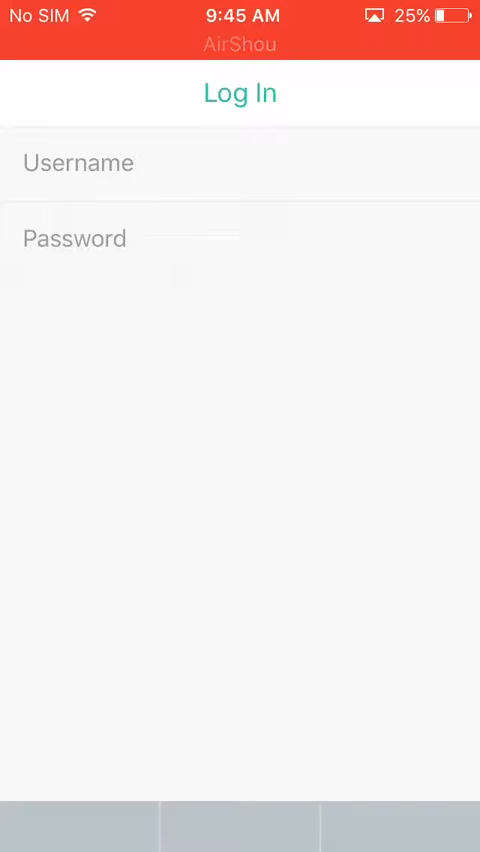 No SIM 9:45 AM 25%
AirShou
Log In
Username
Password